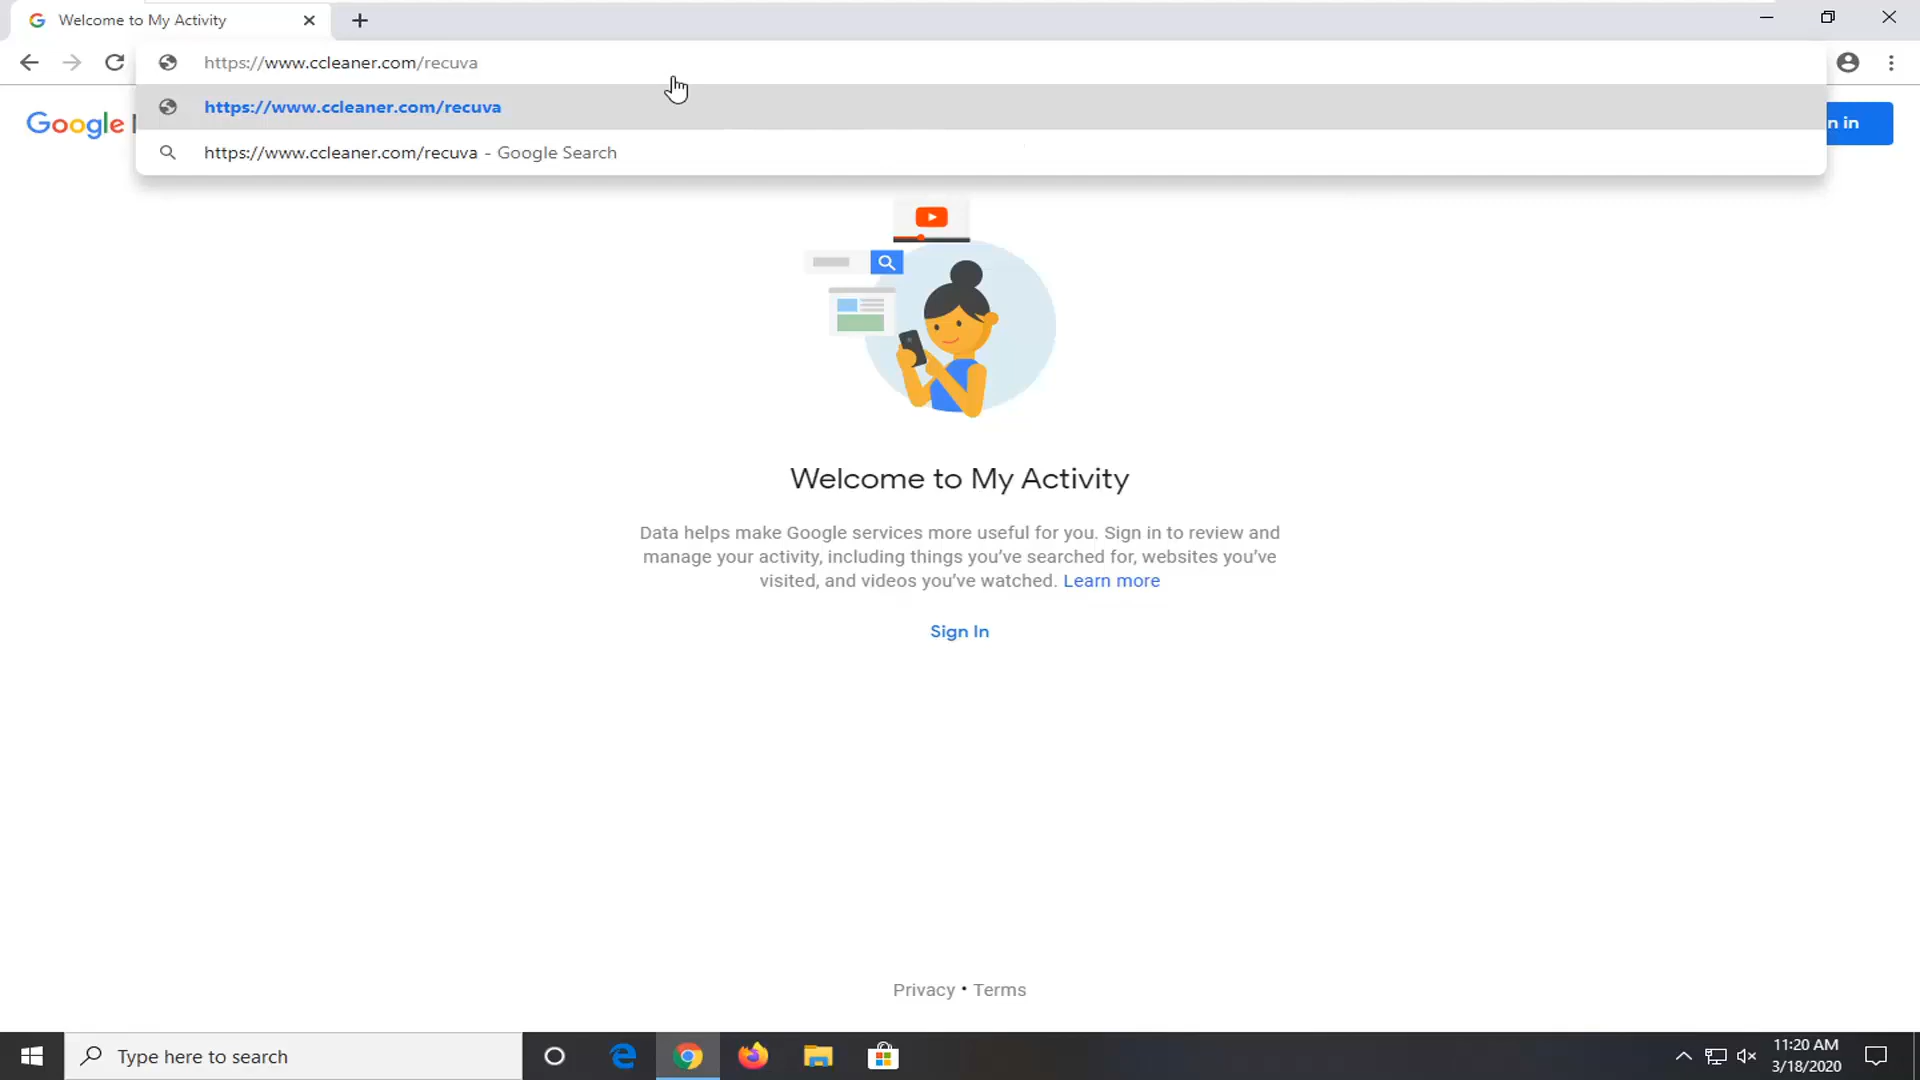 Welcome to My Activity
https://www.ccleaner.com/recuva
https://www.ccleaner.com/recuva
https://www.ccleaner.com/recuva - Google Search
Google
n in
Welcome to My Activity
Data helps make Google services more useful for you. Sign in to review and
manage your activity, including things you've searched for, websites you've
visited, and videos you've watched. Learn more
Sign In
Privacy • Terms
Type here to search
11:20 AM
3/18/2020